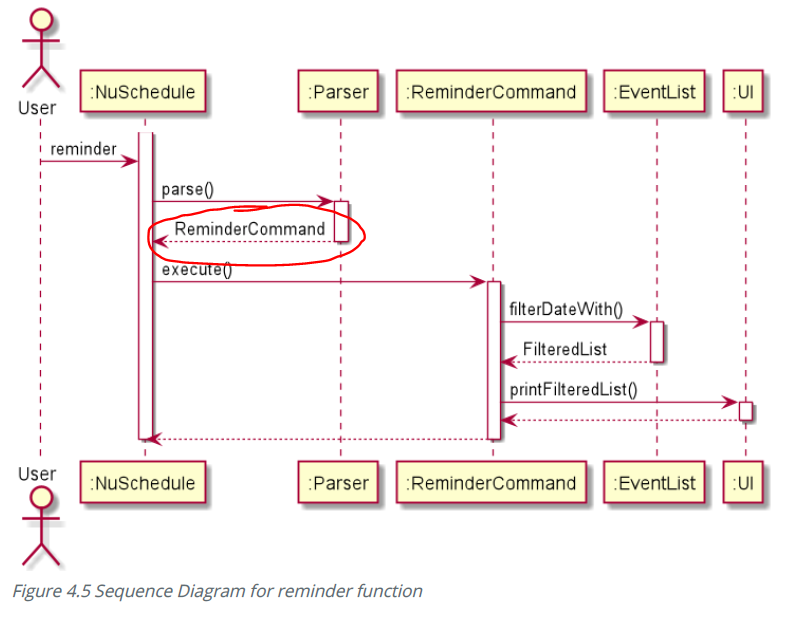 User
:NuSchedule
:Parser
:ReminderCommand
:EventList
:UI
reminder
parse()
ReminderCommand
execute()
filterDateWith()
FilteredList
printFilteredList()
User
:NuSchedule
:Parser
:ReminderCommand
:EventList
:UI
Figure 4.5 Sequence Diagram for reminder function